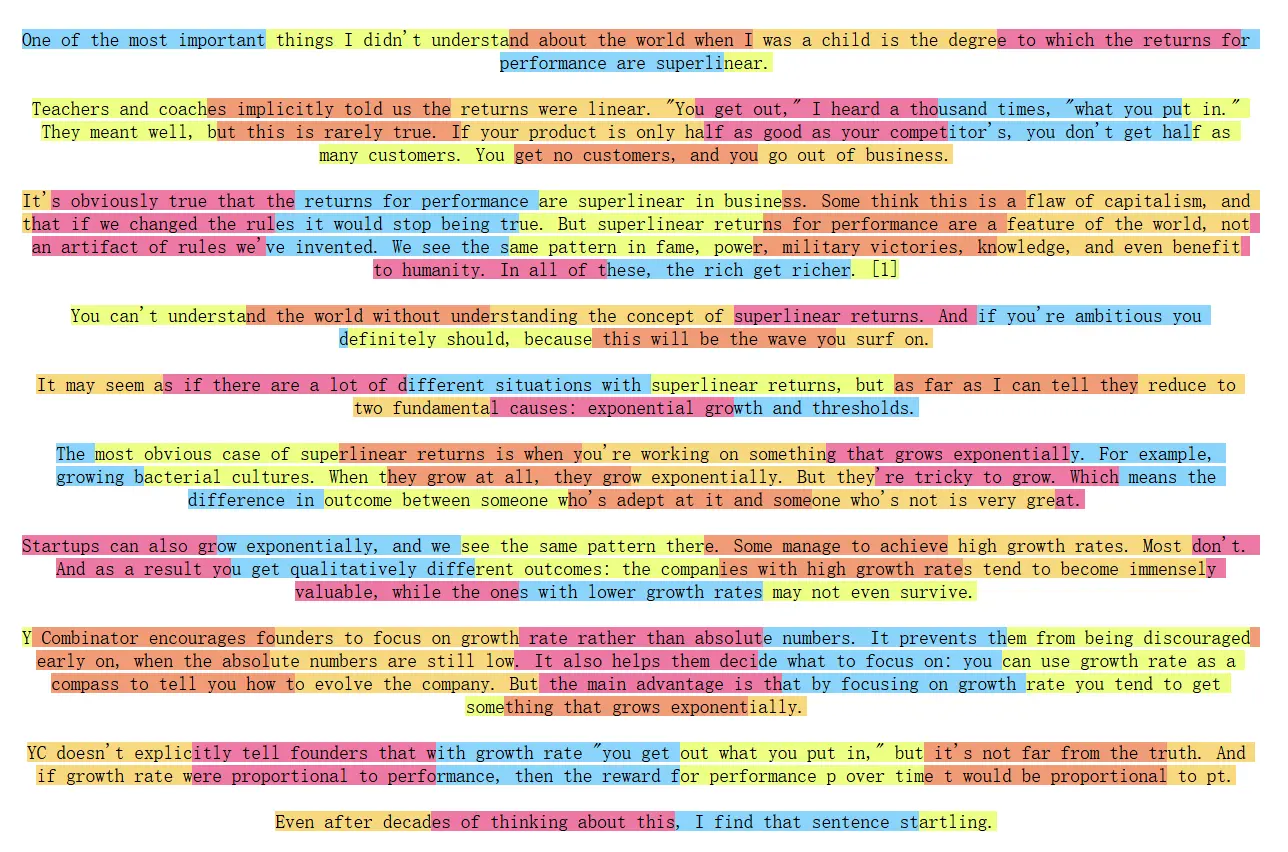 One of the most important things I didn't understand about the world when I was a child is the degree to which the returns for
performance are superlinear.
Teachers and coaches implicitly told us the returns were linear. "You get out," I heard a thousand times, "what you put in."
They meant well, but this is rarely true. If your product is only half as good as your competitor's, you don't get half as
many customers. You get no customers, and you go out of business.
It's obviously true that the returns for performance are superlinear in business. Some think this is a flaw of capitalism, and
that if we changed the rules it would stop being true. But superlinear returns for performance are a feature of the world, not
an artifact of rules we've invented. We see the same pattern in fame, power, military victories, knowledge, and even benefit
to humanity. In all of these, the rich get richer. [1]
You can't understand the world without understanding the concept of superlinear returns. And if you're ambitious you
definitely should, because this will be the wave you surf on.
It may seem as if there are a lot of different situations with superlinear returns, but as far as I can tell they reduce to
two fundamental causes: exponential growth and thresholds.
The most obvious case of superlinear returns is when you're working on something that grows exponentially. For example,
growing bacterial cultures. When they grow at all, they grow exponentially. But they're tricky to grow. Which means the
difference in outcome between someone who's adept at it and someone who's not is very great.
Startups can also grow exponentially, and we see the same pattern there. Some manage to achieve high growth rates. Most don't.
And as a result you get qualitatively different outcomes: the companies with high growth rates tend to become immensely
valuable, while the ones with lower growth rates may not even survive.
Y Combinator encourages founders to focus on growth rate rather than absolute numbers. It prevents them from being discouraged
early on, when the absolute numbers are still low. It also helps them decide what to focus on: you can use growth rate as a
compass to tell you how to evolve the company. But the main advantage is that by focusing on growth rate you tend to get
something that grows exponentially.
YC doesn't explicitly tell founders that with growth rate "you get out what you put in," but it's not far from the truth. And
if growth rate were proportional to performance, then the reward for performance p over time t would be proportional to pt.
Even after decades of thinking about this, I find that sentence startling.